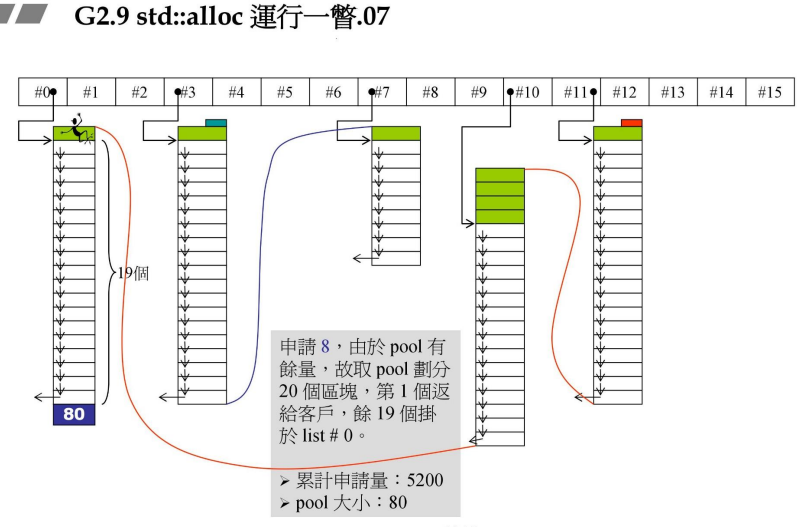 G2.9 std::alloc 運行一瞥.07
#0 #1 #2 #3 #4 #5 #6 #7 #8 #9 #10 #11 #12 #13 #14 #15
19個
80
申請 8,由於 pool 有
餘量,故取 pool 劃分
20 個區塊,第 1 個返
給客戶,餘 19 個掛
於 list # 0。
➢ 累計申請量:5200
➢ pool 大小:80